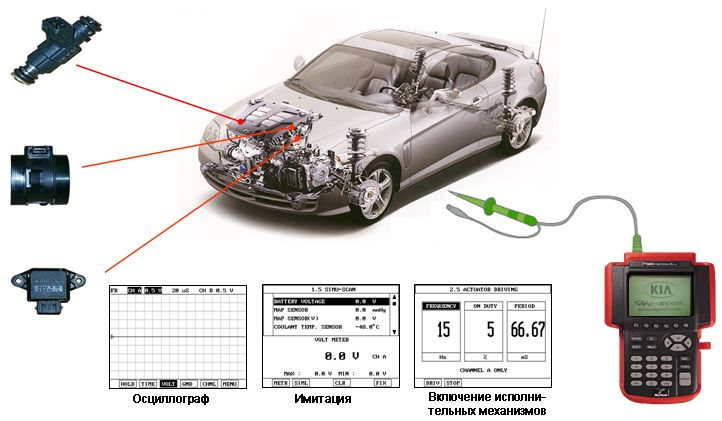 FR CH A 0.5 V 20 uS CH B 0.5 V
HOLD TIME VOLT GND CHNL MENU
Осциллограф
1.5 SIMU-SCAN
BATTERY VOLTAGE 0.0 V
MAP SENSOR 0.0 mmHg
MAP SENSOR(V) 0.0 V
COOLANT TEMP. SENSOR -48.0°C
VOLT METER
0.0 V CH A
MAX : 0.0 V MIN : 0.0 V
METR SIML CLR FIX
Имитация
2.5 ACTUATOR DRIVING
FREQUENCY ON DUTY PERIOD
15 5 66.67
Hz % mS
CHANNEL A ONLY
DRIV STOP
Включение исполни-
тельных механизмов
KIA
Hi-scan